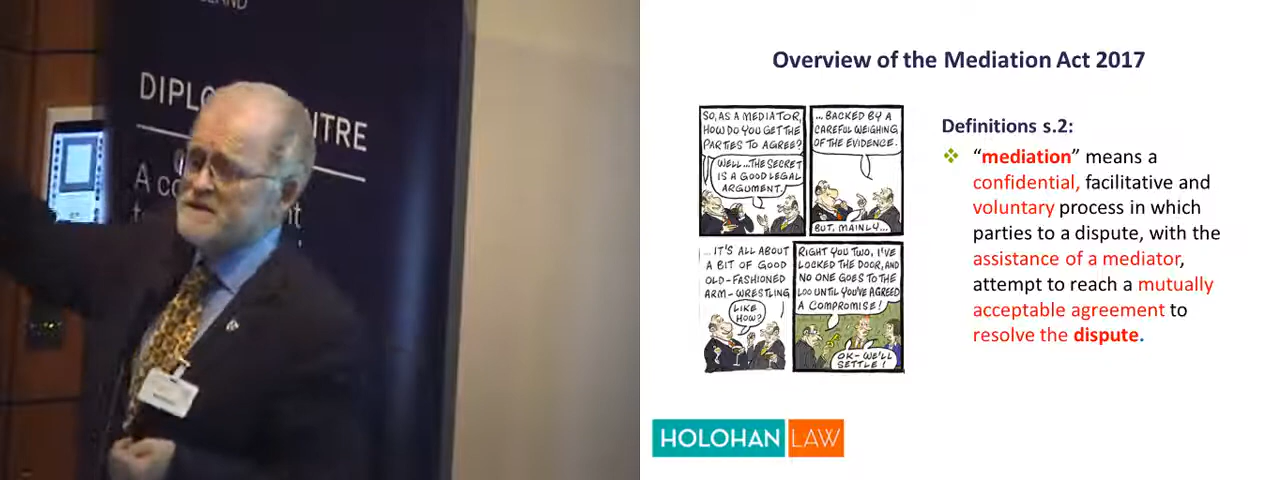 LAND
DIPLO
NTRE
A co
nt
t
Overview of the Mediation Act 2017
SO, AS A MEDIATOR,
HOW DO YOU GET THE
PARTIES TO AGREE?
WELL...THE SECRET
IS A GOOD LEGAL
ARGUMENT.
...BACKED BY A
CAREFUL WEIGHING
OF THE EVIDENCE.
BUT, MAINLY...
...IT'S ALL ABOUT
A BIT OF GOOD
OLD-FASHIONED
ARM-WRESTLING
LIKE
HOW?
RIGHT YOU TWO, I'VE
LOCKED THE DOOR, AND
NO ONE GOES TO THE
LOO UNTIL YOU'VE AGREED
A COMPROMISE!
OK-WE'LL
SETTLE!
Definitions s.2:
❖ “mediation” means a
confidential, facilitative and
voluntary process in which
parties to a dispute, with the
assistance of a mediator,
attempt to reach a mutually
acceptable agreement to
resolve the dispute.
HOLOHAN LAW